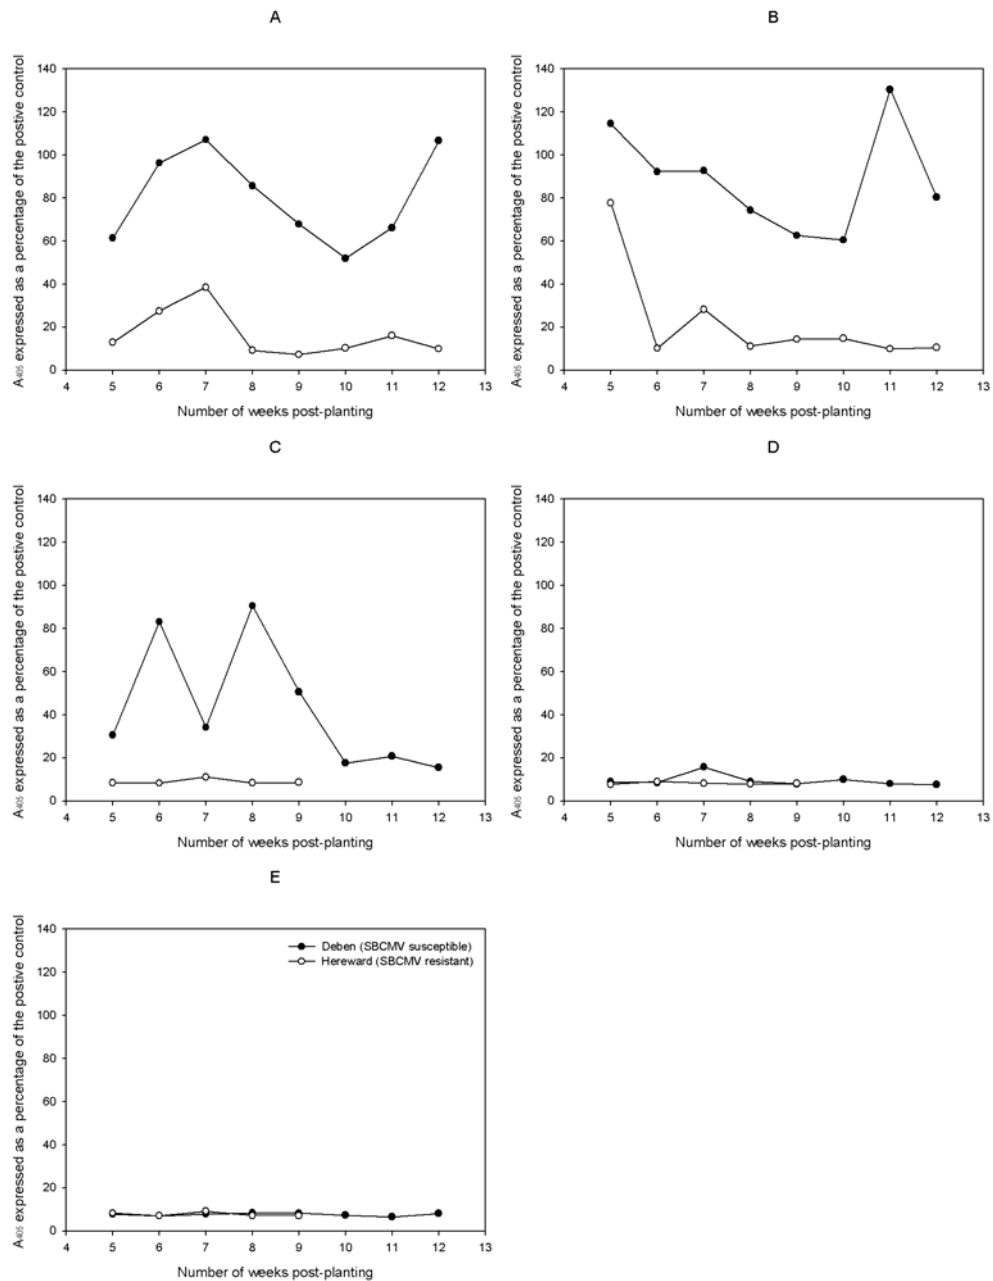 A
A405 expressed as a percentage of the postive control
140
120
100
80
60
40
20
0
4 5 6 7 8 9 10 11 12 13
Number of weeks post-planting
B
A405 expressed as a percentage of the postive control
140
120
100
80
60
40
20
0
4 5 6 7 8 9 10 11 12 13
Number of weeks post-planting
C
A405 expressed as a percentage of the postive control
140
120
100
80
60
40
20
0
4 5 6 7 8 9 10 11 12 13
Number of weeks post-planting
D
A405 expressed as a percentage of the postive control
140
120
100
80
60
40
20
0
4 5 6 7 8 9 10 11 12 13
Number of weeks post-planting
E
A405 expressed as a percentage of the postive control
140
120
100
80
60
40
20
0
Deben (SBCMV susceptible)
Hereward (SBCMV resistant)
4 5 6 7 8 9 10 11 12 13
Number of weeks post-planting